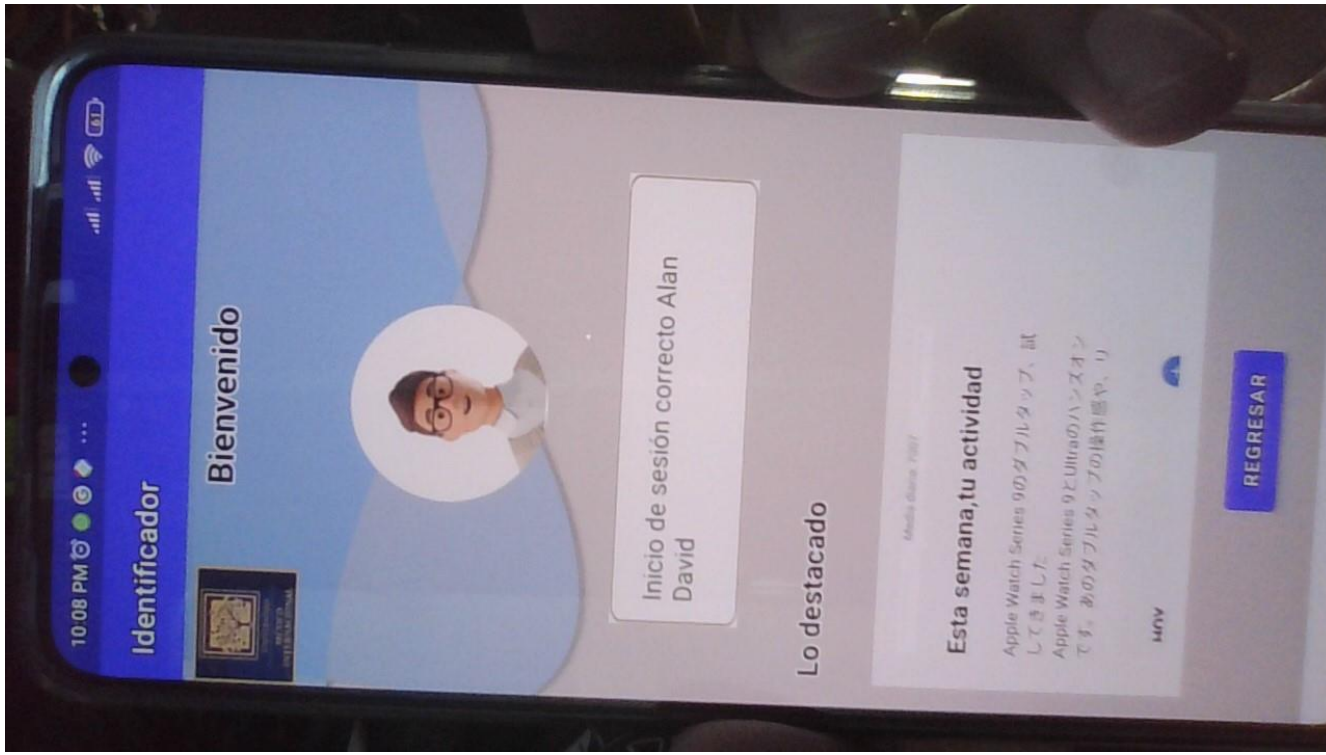 10:08 PM
61
Identificador
Bienvenido
Inicio de sesión correcto Alan
David
Lo destacado
Esta semana,tu actividad
Apple Watch Series 9のダブルタップ、試
してきました
Apple Watch Series 9とUltraのハンズオン
です。あのダブルタップの操作感や、リ
REGRESAR